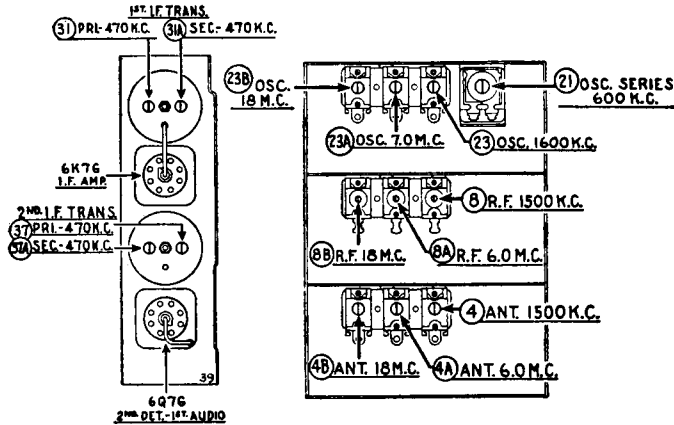 1ST. I.F. TRANS.
31 PRI.-470 K.C.
31A SEC.- 470 K.C.
6K7G
I.F. AMP.
2ND. I.F. TRANS.
37 PRI.-470 K.C.
37A SEC.-470 K.C.
39
6Q7G
2ND. DET.-1ST. AUDIO
23B OSC.
18 M.C.
23A OSC. 7.0 M.C.
23 OSC. 1600 K.C.
21 OSC. SERIES
600 K.C.
8 R.F. 1500 K.C.
8B R.F. 18 M.C.
8A R.F. 6.0 M.C.
4 ANT. 1500 K.C.
4B ANT. 18 M.C.
4A ANT. 6.0 M.C.